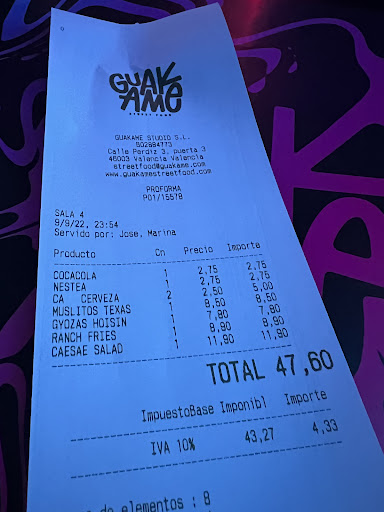 GUAK
AME
STREET FOOD
GUAKAME STUDIO S.L.
Calle Perdiz 3, puerta 3
46003 Valencia Valencia
streetfood@guakame.com
www.guakamestreetfood.com
PROFORMA
P01/15578
SALA 4
9/9/22, 23:54
Servido por: Jose, Marina
Producto Cn Precio Importe
COCACOLA 1 2,75 2,75
NESTEA 1 2,75 2,75
CA CERVEZA 2 2,50 5,00
MUSLITOS TEXAS 1 8,50 8,50
GYOZAS HOISIN 1 7,80 7,80
RANCH FRIES 1 8,90 8,90
CAESAE SALAD 1 11,90 11,90
TOTAL 47,60
ImpuestoBase Imponibl Importe
IVA 10% 43,27 4,33
de elementos : 8